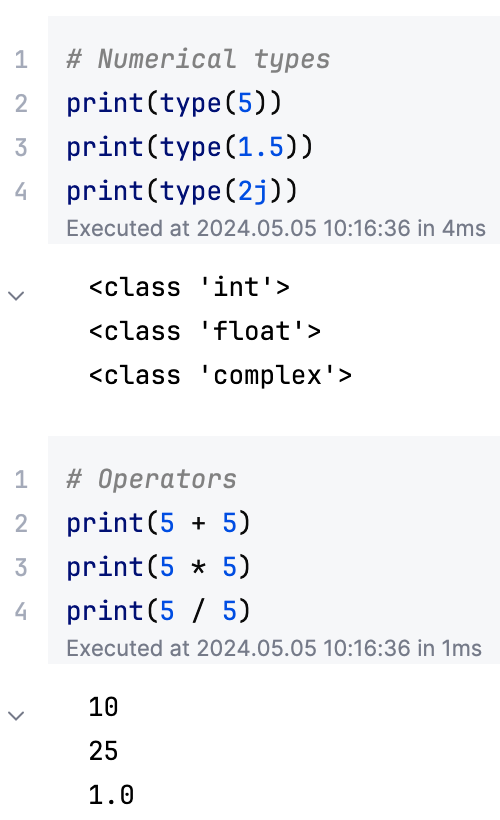 1 # Numerical types
2 print(type(5))
3 print(type(1.5))
4 print(type(2j))
Executed at 2024.05.05 10:16:36 in 4ms
<class 'int'>
<class 'float'>
<class 'complex'>
1 # Operators
2 print(5 + 5)
3 print(5 * 5)
4 print(5 / 5)
Executed at 2024.05.05 10:16:36 in 1ms
10
25
1.0